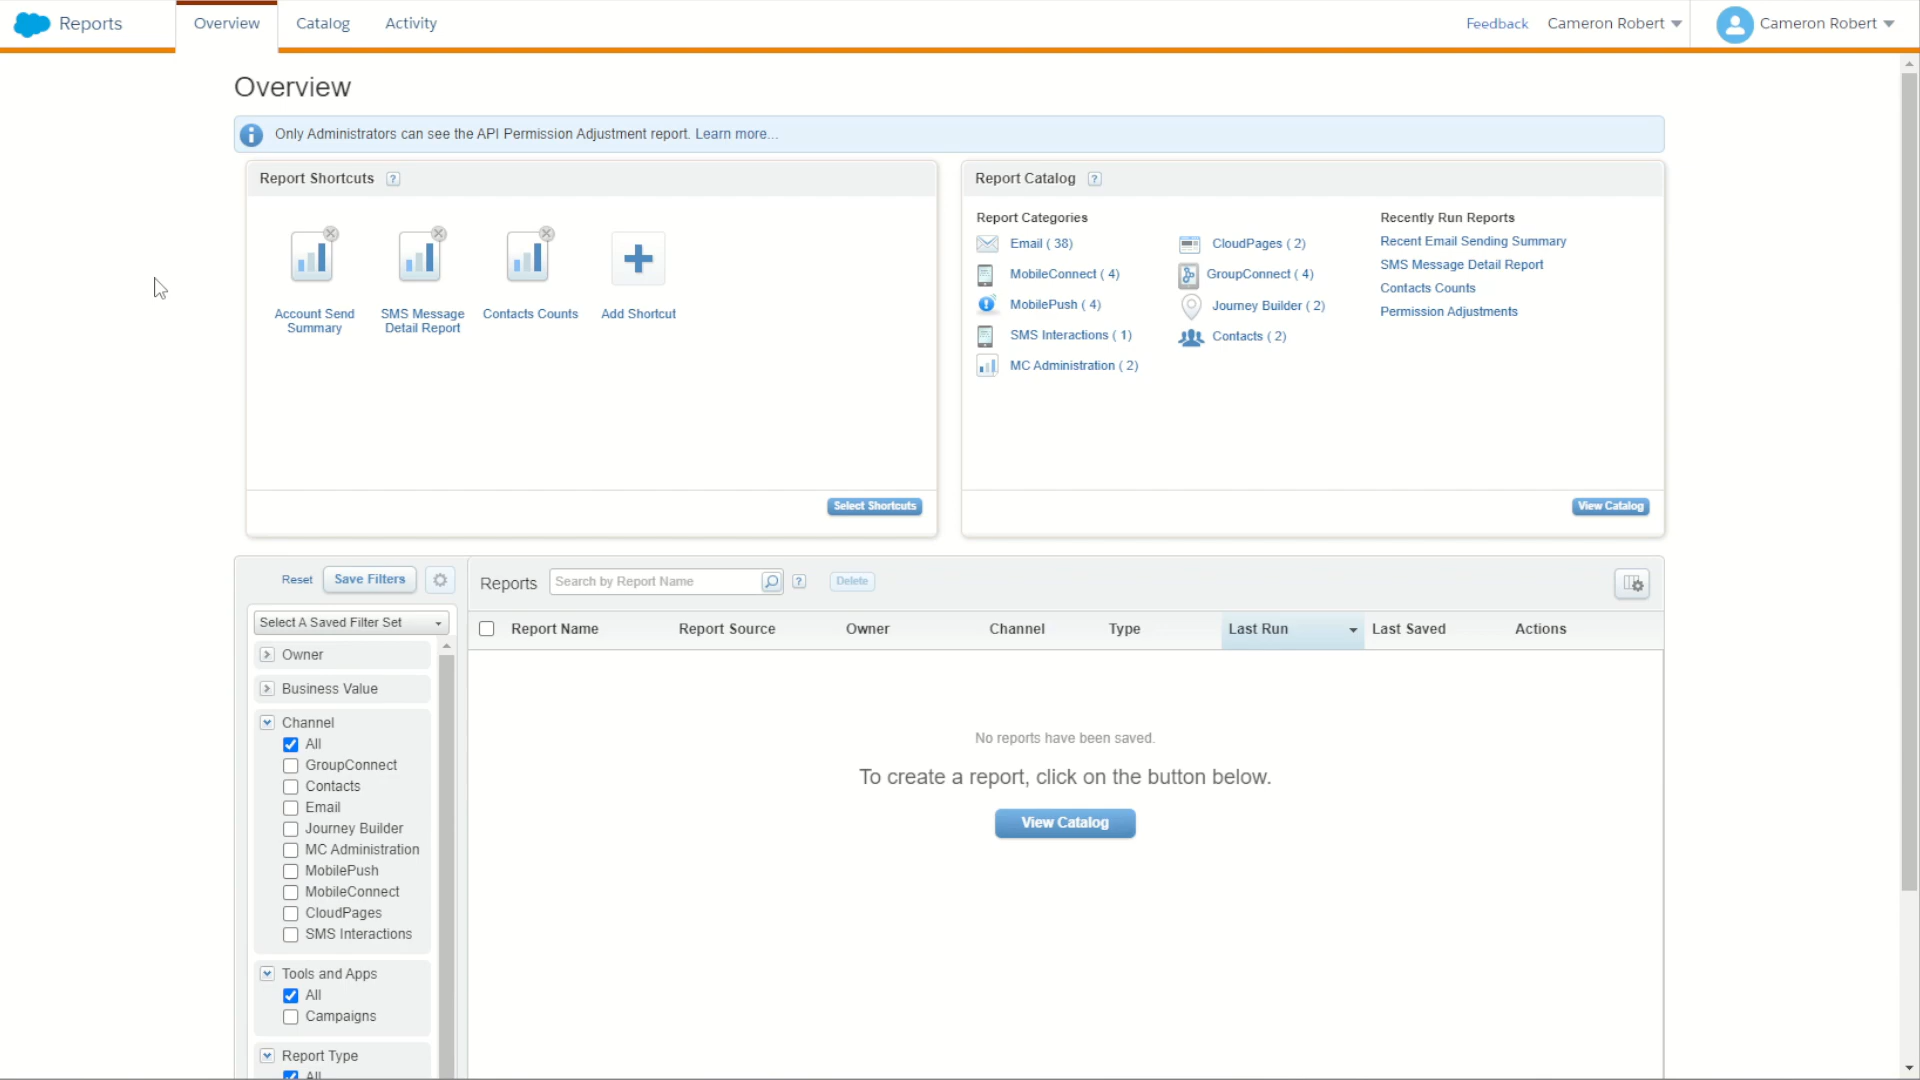 Reports
Overview
Catalog
Activity
Feedback
Cameron Robert
Cameron Robert
Overview
Only Administrators can see the API Permission Adjustment report. Learn more...
Report Shortcuts ?
Account Send
Summary
SMS Message
Detail Report
Contacts Counts
Add Shortcut
Select Shortcuts
Report Catalog ?
Report Categories
Email ( 38)
MobileConnect ( 4)
MobilePush ( 4)
SMS Interactions ( 1)
MC Administration ( 2)
CloudPages ( 2)
GroupConnect ( 4)
Journey Builder ( 2)
Contacts ( 2)
Recently Run Reports
Recent Email Sending Summary
SMS Message Detail Report
Contacts Counts
Permission Adjustments
View Catalog
Reset
Save Filters
Select A Saved Filter Set
Owner
Business Value
Channel
All
GroupConnect
Contacts
Email
Journey Builder
MC Administration
MobilePush
MobileConnect
CloudPages
SMS Interactions
Tools and Apps
All
Campaigns
Report Type
All
Reports
Search by Report Name
?
Delete
Report Name
Report Source
Owner
Channel
Type
Last Run
Last Saved
Actions
No reports have been saved.
To create a report, click on the button below.
View Catalog